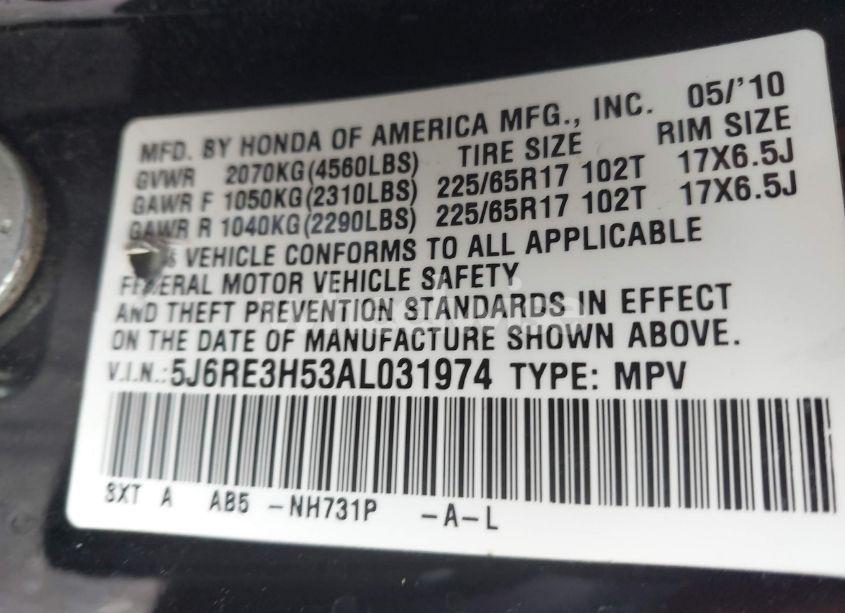 MFD. BY HONDA OF AMERICA MFG., INC. 05/'10
GVWR 2070KG(4560LBS) TIRE SIZE RIM SIZE
GAWR F 1050KG(2310LBS) 225/65R17 102T 17X6.5J
GAWR R 1040KG(2290LBS) 225/65R17 102T 17X6.5J
VEHICLE CONFORMS TO ALL APPLICABLE
FEDERAL MOTOR VEHICLE SAFETY
AND THEFT PREVENTION STANDARDS IN EFFECT
ON THE DATE OF MANUFACTURE SHOWN ABOVE.
V.I.N.: 5J6RE3H53AL031974 TYPE: MPV
SXT A AB5 -NH731P -A-L